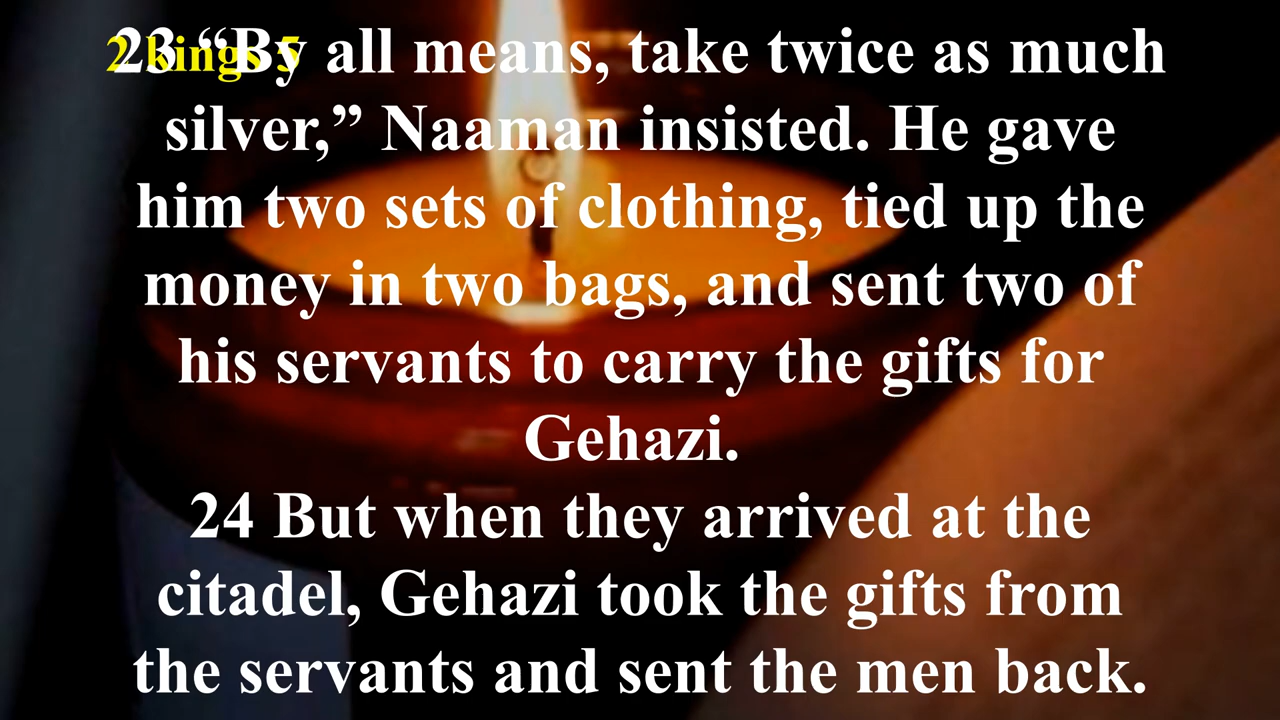 2 kings 5
23 “By all means, take twice as much
silver,” Naaman insisted. He gave
him two sets of clothing, tied up the
money in two bags, and sent two of
his servants to carry the gifts for
Gehazi.
24 But when they arrived at the
citadel, Gehazi took the gifts from
the servants and sent the men back.